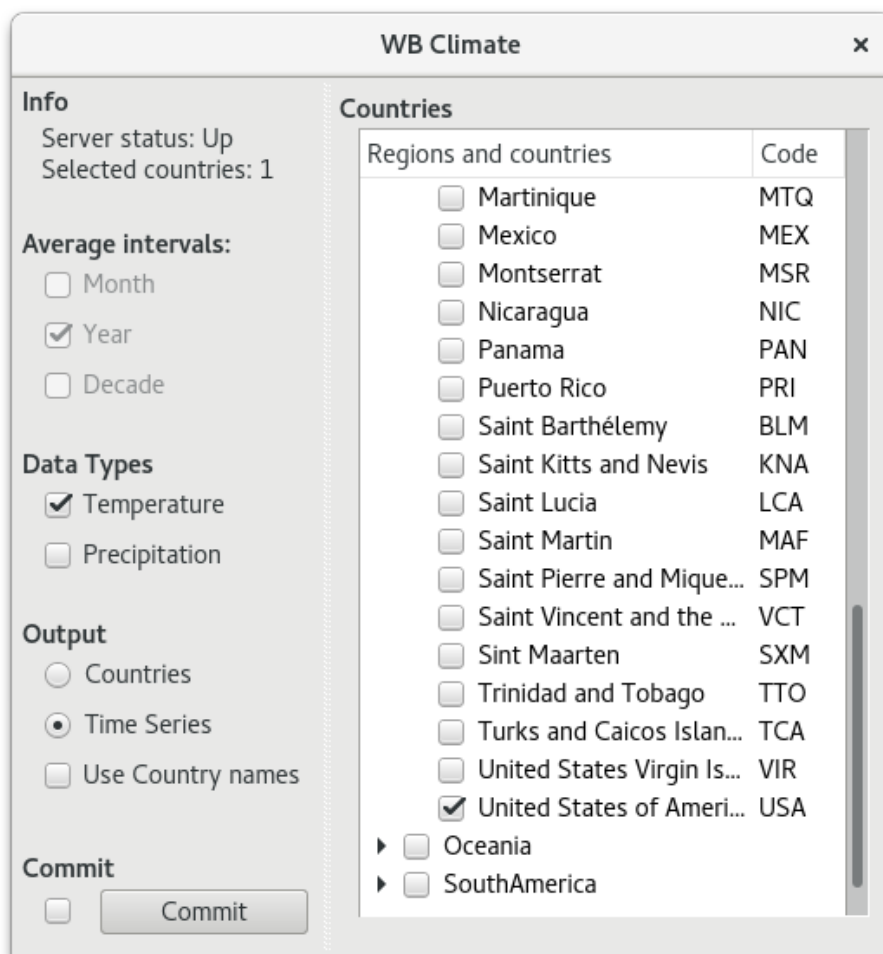 WB Climate ×
Info
Server status: Up
Selected countries: 1
Average intervals:
Month
Year
Decade
Data Types
Temperature
Precipitation
Output
Countries
Time Series
Use Country names
Commit
Commit
Countries
Regions and countries Code
Martinique MTQ
Mexico MEX
Montserrat MSR
Nicaragua NIC
Panama PAN
Puerto Rico PRI
Saint Barthélemy BLM
Saint Kitts and Nevis KNA
Saint Lucia LCA
Saint Martin MAF
Saint Pierre and Mique... SPM
Saint Vincent and the ... VCT
Sint Maarten SXM
Trinidad and Tobago TTO
Turks and Caicos Islan... TCA
United States Virgin Is... VIR
United States of Ameri... USA
Oceania
SouthAmerica